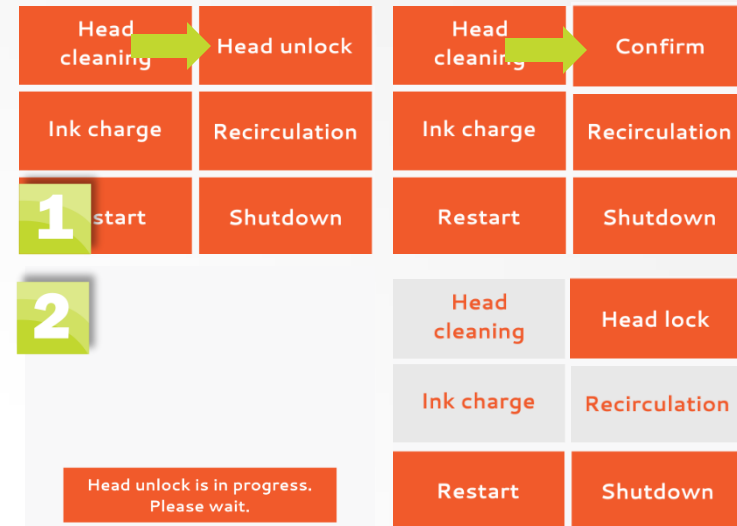 Head
cleaning
Head unlock
Ink charge
Recirculation
1
start
Shutdown
Head
cleaning
Confirm
Ink charge
Recirculation
Restart
Shutdown
2
Head unlock is in progress.
Please wait.
Head
cleaning
Head lock
Ink charge
Recirculation
Restart
Shutdown